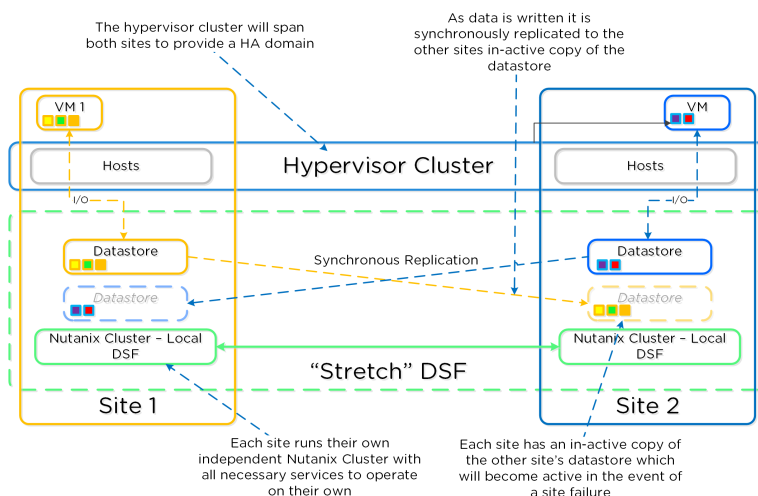 The hypervisor cluster will span
both sites to provide a HA domain
As data is written it is
synchronously replicated to the
other sites in-active copy of the
datastore
VM 1
VM
Hosts
Hypervisor Cluster
Hosts
I/O
I/O
Datastore
Synchronous Replication
Datastore
Datastore
Datastore
Nutanix Cluster – Local
DSF
Nutanix Cluster – Local
DSF
“Stretch” DSF
Site 1
Site 2
Each site runs their own
independent Nutanix Cluster with
all necessary services to operate
on their own
Each site has an in-active copy of
the other site’s datastore which
will become active in the event of
a site failure